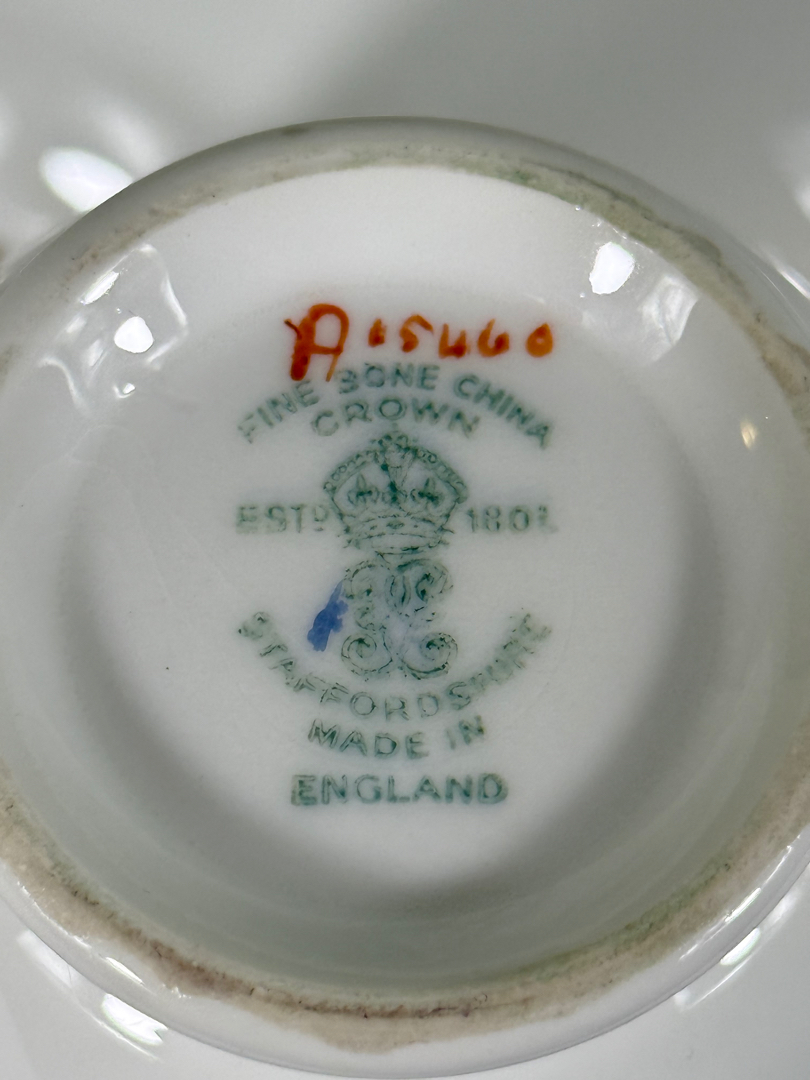 A15460
FINE BONE CHINA
CROWN
ESTD 1801
STAFFORDSHIRE
MADE IN
ENGLAND